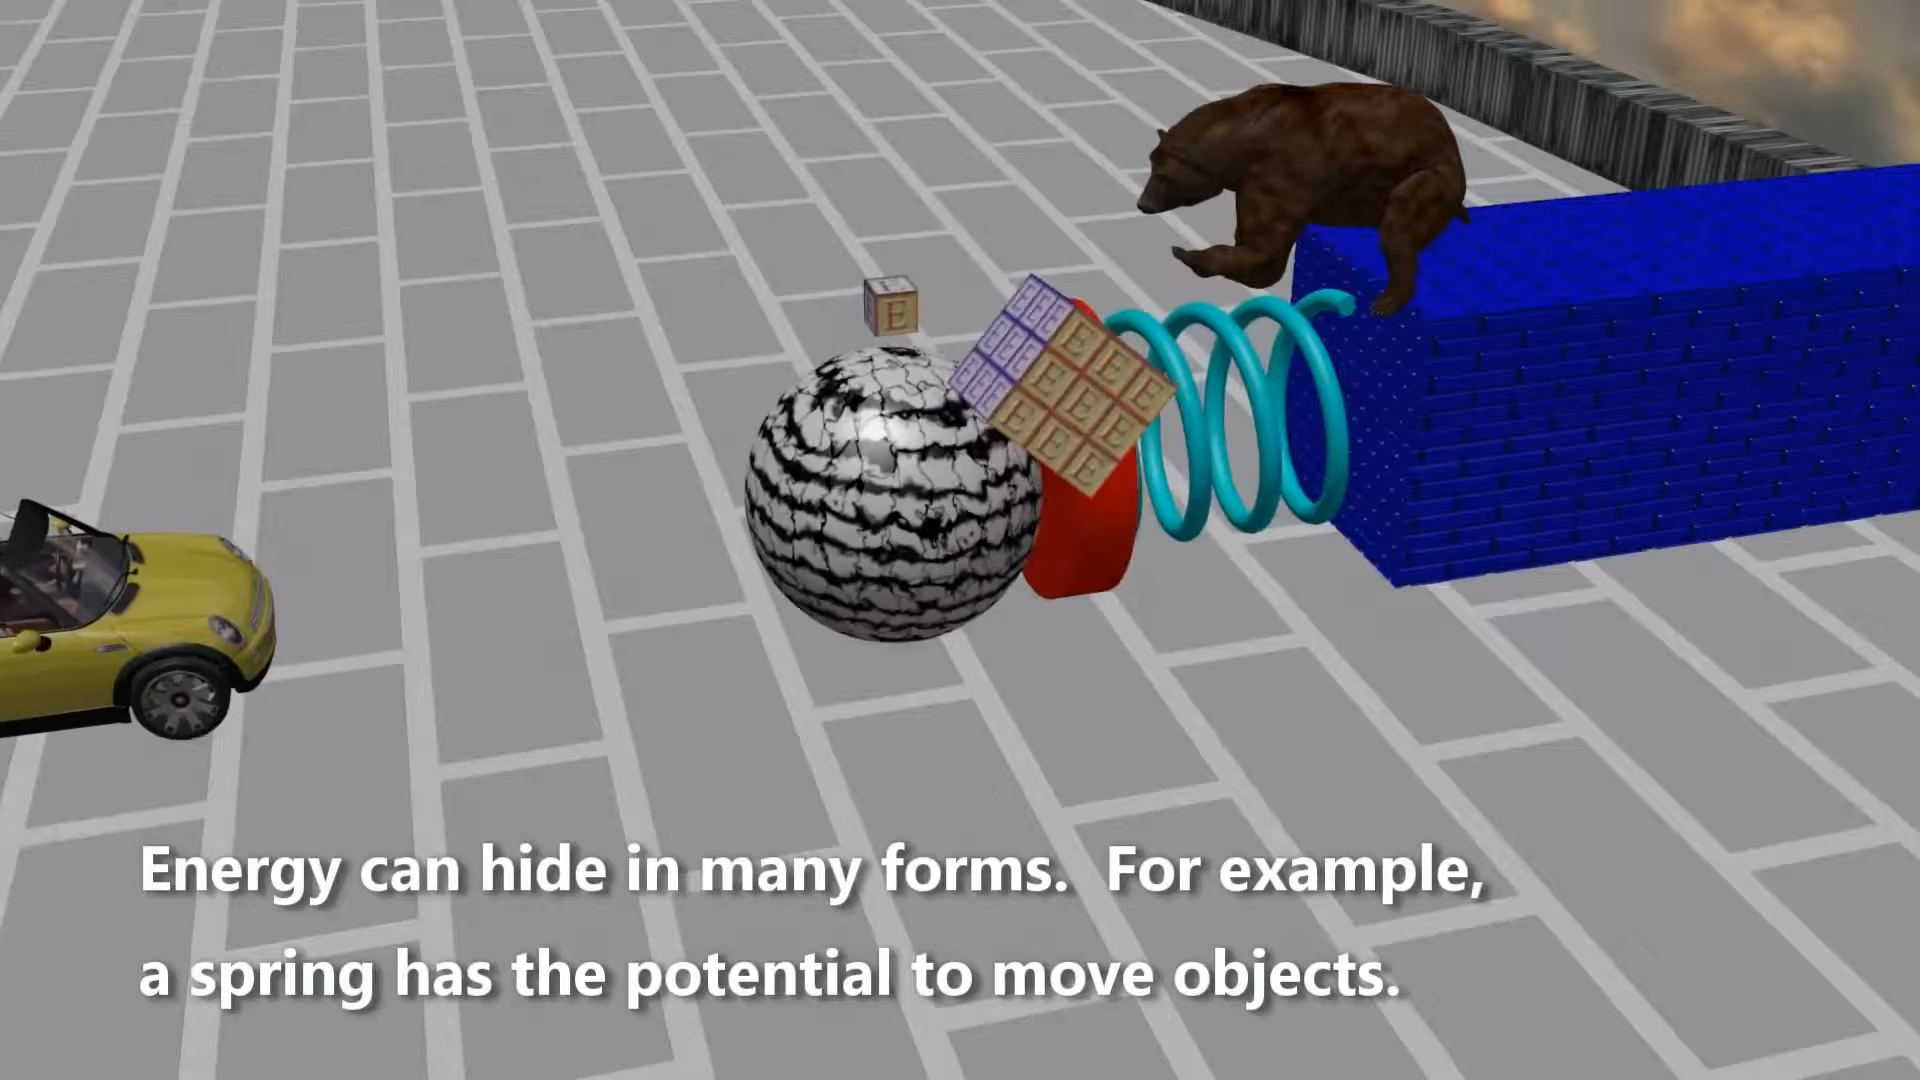 E
E E E
E E E
E E E
Energy can hide in many forms.  For example,
a spring has the potential to move objects.